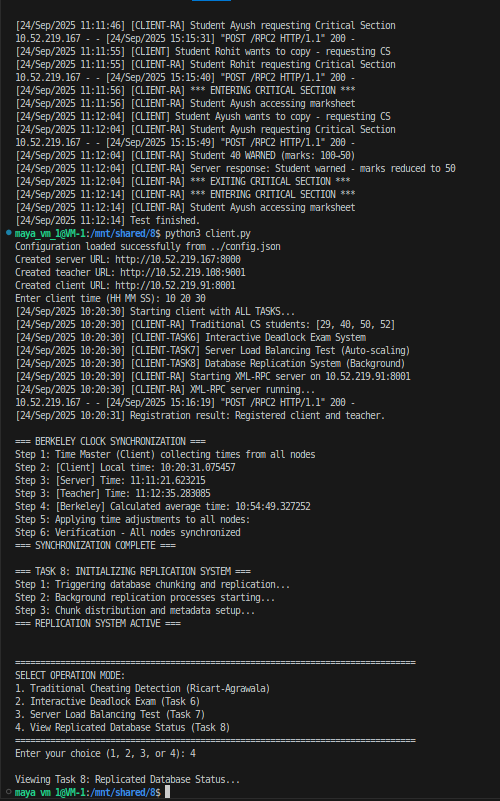 [24/Sep/2025 11:11:46] [CLIENT-RA] Student Ayush requesting Critical Section
10.52.219.167 - - [24/Sep/2025 15:15:31] "POST /RPC2 HTTP/1.1" 200 -
[24/Sep/2025 11:11:55] [CLIENT] Student Rohit wants to copy - requesting CS
[24/Sep/2025 11:11:55] [CLIENT-RA] Student Rohit requesting Critical Section
10.52.219.167 - - [24/Sep/2025 15:15:40] "POST /RPC2 HTTP/1.1" 200 -
[24/Sep/2025 11:11:56] [CLIENT-RA] *** ENTERING CRITICAL SECTION ***
[24/Sep/2025 11:11:56] [CLIENT-RA] Student Ayush accessing marksheet
[24/Sep/2025 11:12:04] [CLIENT] Student Ayush wants to copy - requesting CS
[24/Sep/2025 11:12:04] [CLIENT-RA] Student Ayush requesting Critical Section
10.52.219.167 - - [24/Sep/2025 15:15:49] "POST /RPC2 HTTP/1.1" 200 -
[24/Sep/2025 11:12:04] [CLIENT-RA] Student 40 WARNED (marks: 100→50)
[24/Sep/2025 11:12:04] [CLIENT-RA] Server response: Student warned - marks reduced to 50
[24/Sep/2025 11:12:04] [CLIENT-RA] *** EXITING CRITICAL SECTION ***
[24/Sep/2025 11:12:14] [CLIENT-RA] *** ENTERING CRITICAL SECTION ***
[24/Sep/2025 11:12:14] [CLIENT-RA] Student Ayush accessing marksheet
[24/Sep/2025 11:12:14] Test finished.
maya_vm_1@VM-1:/mnt/shared/8$ python3 client.py
Configuration loaded successfully from ../config.json
Created server URL: http://10.52.219.167:8000
Created teacher URL: http://10.52.219.108:9001
Created client URL: http://10.52.219.91:8001
Enter client time (HH MM SS): 10 20 30
[24/Sep/2025 10:20:30] Starting client with ALL TASKS...
[24/Sep/2025 10:20:30] [CLIENT-RA] Traditional CS students: [29, 40, 50, 52]
[24/Sep/2025 10:20:30] [CLIENT-TASK6] Interactive Deadlock Exam System
[24/Sep/2025 10:20:30] [CLIENT-TASK7] Server Load Balancing Test (Auto-scaling)
[24/Sep/2025 10:20:30] [CLIENT-TASK8] Database Replication System (Background)
[24/Sep/2025 10:20:30] [CLIENT-RA] Starting XML-RPC server on 10.52.219.91:8001
[24/Sep/2025 10:20:30] [CLIENT-RA] XML-RPC server running...
10.52.219.167 - - [24/Sep/2025 15:16:19] "POST /RPC2 HTTP/1.1" 200 -
[24/Sep/2025 10:20:31] Registration result: Registered client and teacher.

=== BERKELEY CLOCK SYNCHRONIZATION ===
Step 1: Time Master (Client) collecting times from all nodes
Step 2: [Client] Local time: 10:20:31.075457
Step 3: [Server] Time: 11:11:21.623215
Step 3: [Teacher] Time: 11:12:35.283085
Step 4: [Berkeley] Calculated average time: 10:54:49.327252
Step 5: Applying time adjustments to all nodes:
Step 6: Verification - All nodes synchronized
=== SYNCHRONIZATION COMPLETE ===

=== TASK 8: INITIALIZING REPLICATION SYSTEM ===
Step 1: Triggering database chunking and replication...
Step 2: Background replication processes starting...
Step 3: Chunk distribution and metadata setup...
=== REPLICATION SYSTEM ACTIVE ===

================================================================================
SELECT OPERATION MODE:
1. Traditional Cheating Detection (Ricart-Agrawala)
2. Interactive Deadlock Exam (Task 6)
3. Server Load Balancing Test (Task 7)
4. View Replicated Database Status (Task 8)
================================================================================
Enter your choice (1, 2, 3, or 4): 4

Viewing Task 8: Replicated Database Status...
maya_vm_1@VM-1:/mnt/shared/8$